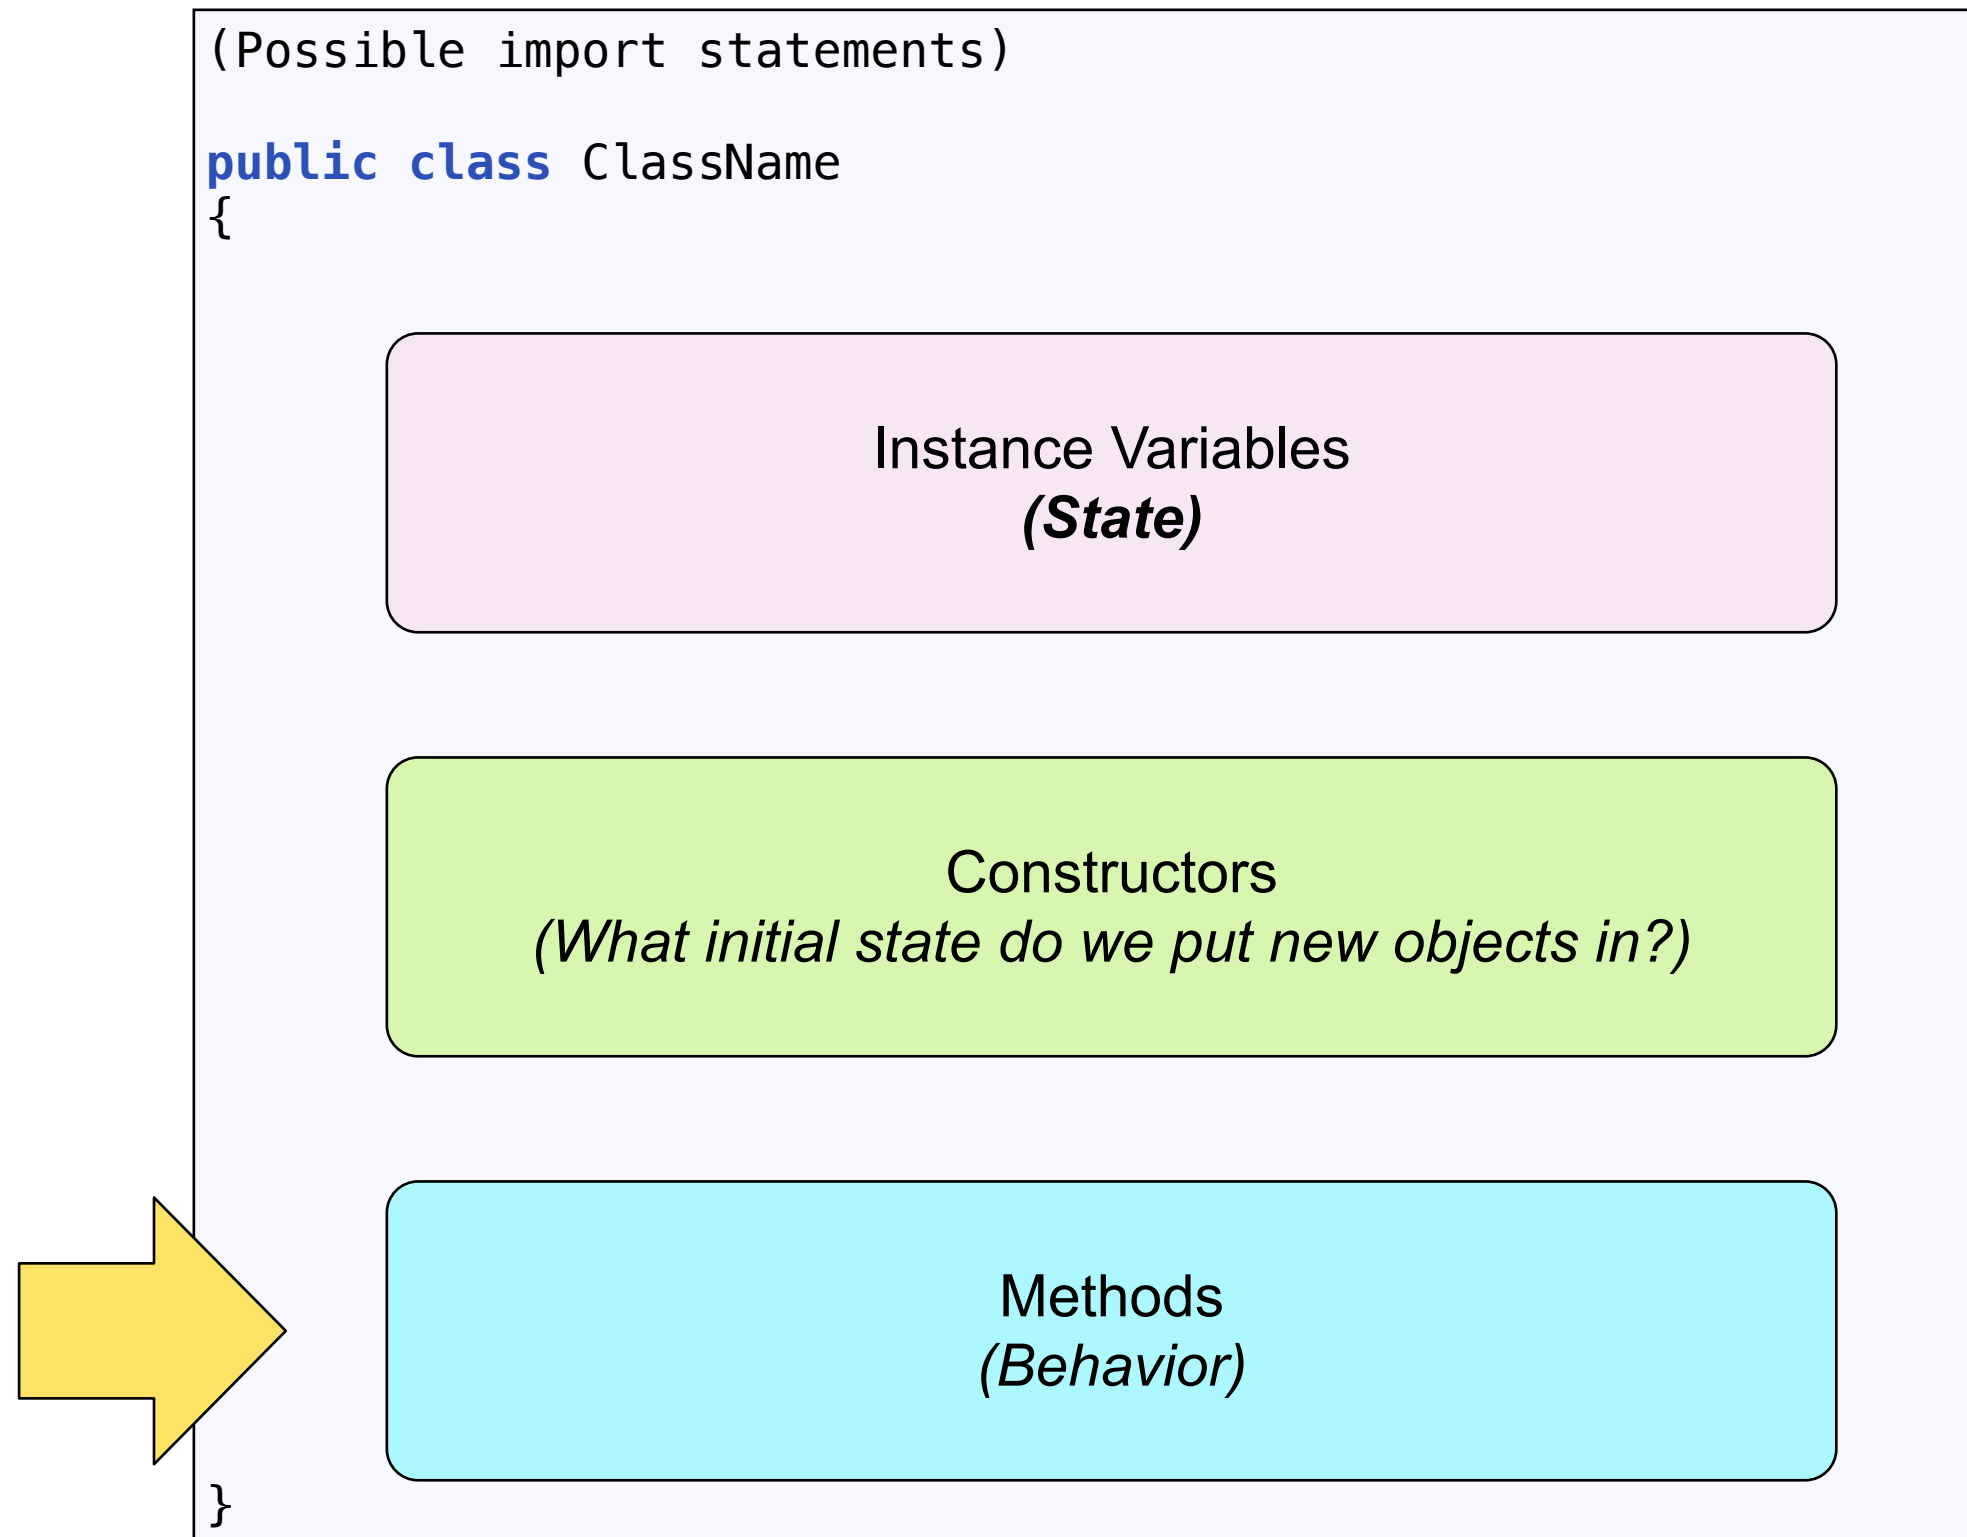 (Possible import statements)
public class ClassName
{
Instance Variables
(State)
Constructors
(What initial state do we put new objects in?)
Methods
(Behavior)
}